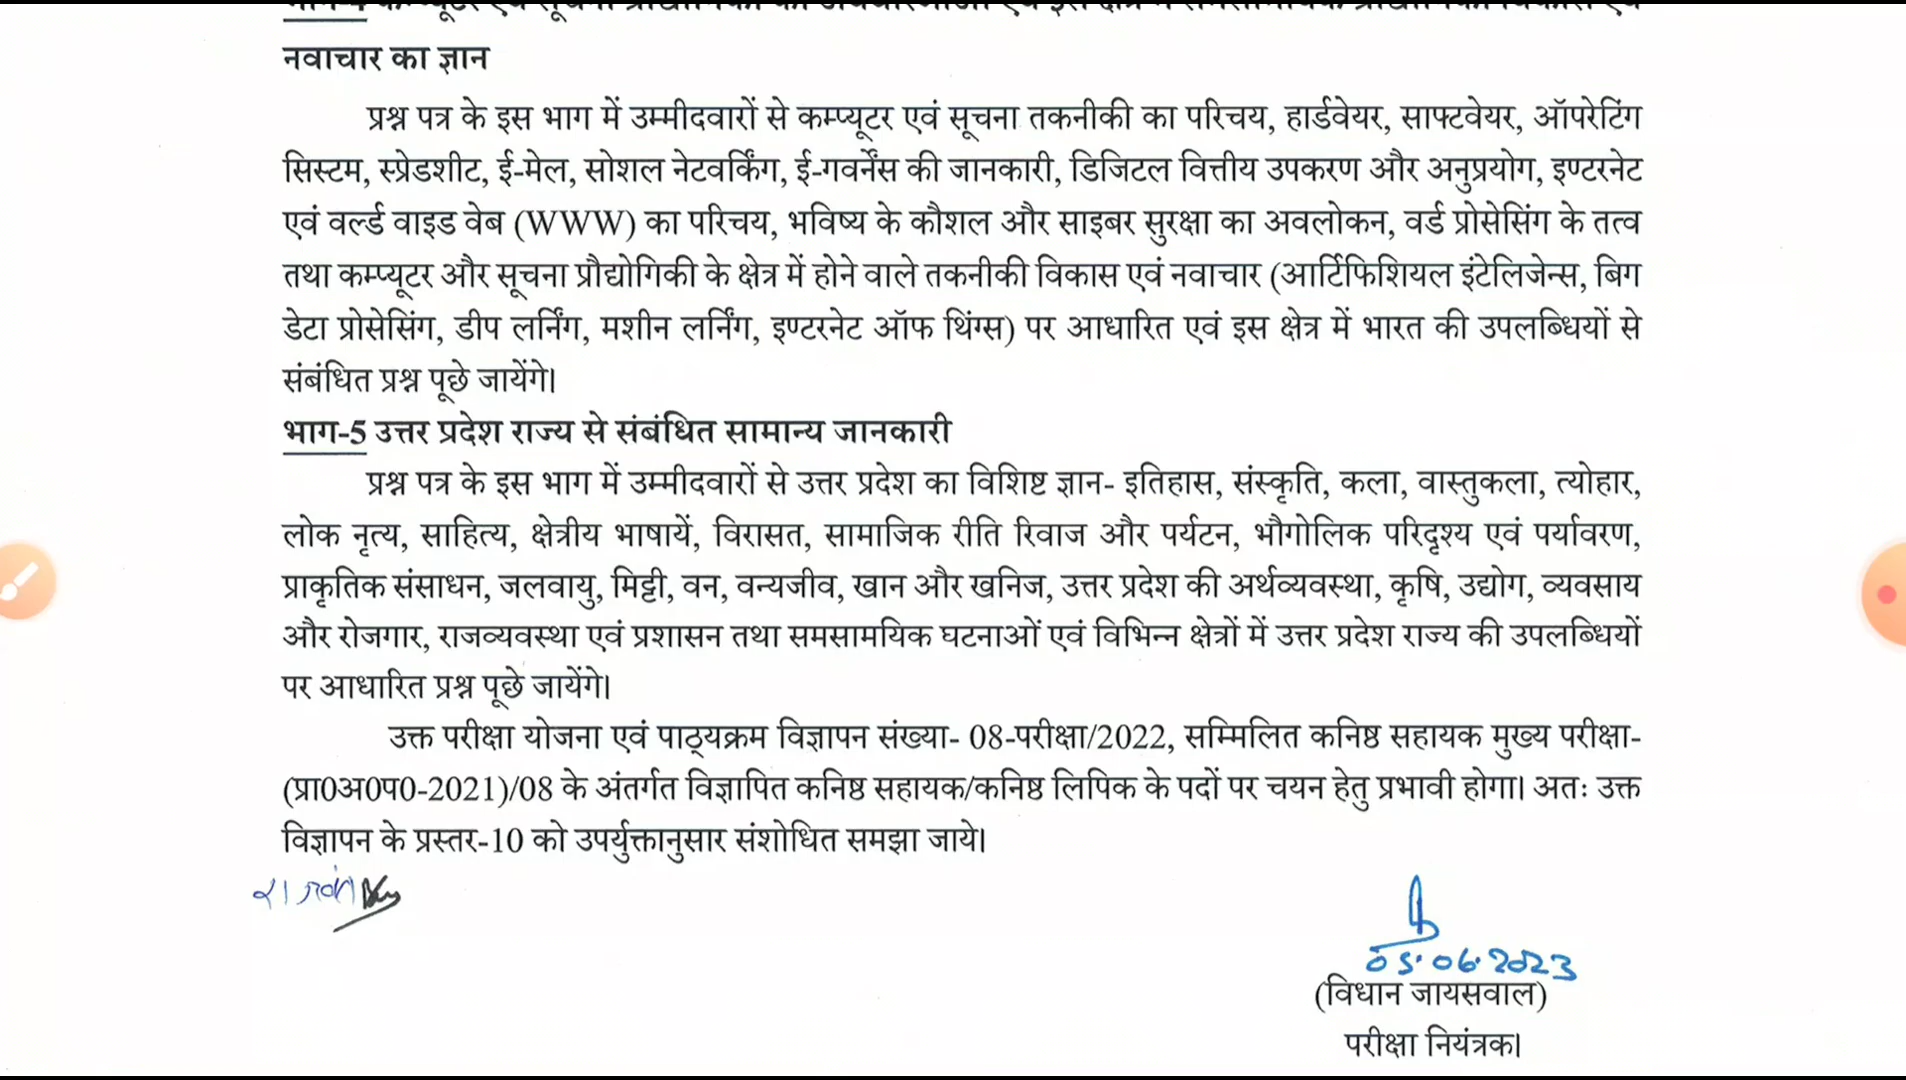 नवाचार का ज्ञान
प्रश्न पत्र के इस भाग में उम्मीदवारों से कम्प्यूटर एवं सूचना तकनीकी का परिचय, हार्डवेयर, साफ्टवेयर, ऑपरेटिंग
सिस्टम, स्प्रेडशीट, ई-मेल, सोशल नेटवर्किंग, ई-गवर्नेंस की जानकारी, डिजिटल वित्तीय उपकरण और अनुप्रयोग, इण्टरनेट
एवं वर्ल्ड वाइड वेब (WWW) का परिचय, भविष्य के कौशल और साइबर सुरक्षा का अवलोकन, वर्ड प्रोसेसिंग के तत्व
तथा कम्प्यूटर और सूचना प्रौद्योगिकी के क्षेत्र में होने वाले तकनीकी विकास एवं नवाचार (आर्टिफिशियल इंटेलिजेन्स, बिग
डेटा प्रोसेसिंग, डीप लर्निंग, मशीन लर्निंग, इण्टरनेट ऑफ थिंग्स) पर आधारित एवं इस क्षेत्र में भारत की उपलब्धियों से
संबंधित प्रश्न पूछे जायेंगे।
भाग-5 उत्तर प्रदेश राज्य से संबंधित सामान्य जानकारी
प्रश्न पत्र के इस भाग में उम्मीदवारों से उत्तर प्रदेश का विशिष्ट ज्ञान- इतिहास, संस्कृति, कला, वास्तुकला, त्योहार,
लोक नृत्य, साहित्य, क्षेत्रीय भाषायें, विरासत, सामाजिक रीति रिवाज और पर्यटन, भौगोलिक परिदृश्य एवं पर्यावरण,
प्राकृतिक संसाधन, जलवायु, मिट्टी, वन, वन्यजीव, खान और खनिज, उत्तर प्रदेश की अर्थव्यवस्था, कृषि, उद्योग, व्यवसाय
और रोजगार, राजव्यवस्था एवं प्रशासन तथा समसामयिक घटनाओं एवं विभिन्न क्षेत्रों में उत्तर प्रदेश राज्य की उपलब्धियों
पर आधारित प्रश्न पूछे जायेंगे।
उक्त परीक्षा योजना एवं पाठ्यक्रम विज्ञापन संख्या- 08-परीक्षा/2022, सम्मिलित कनिष्ठ सहायक मुख्य परीक्षा-
(प्रा0अ0प0-2021)/08 के अंतर्गत विज्ञापित कनिष्ठ सहायक/कनिष्ठ लिपिक के पदों पर चयन हेतु प्रभावी होगा। अतः उक्त
विज्ञापन के प्रस्तर-10 को उपर्युक्तानुसार संशोधित समझा जाये।
05.06.2023
(विधान जायसवाल)
परीक्षा नियंत्रक।